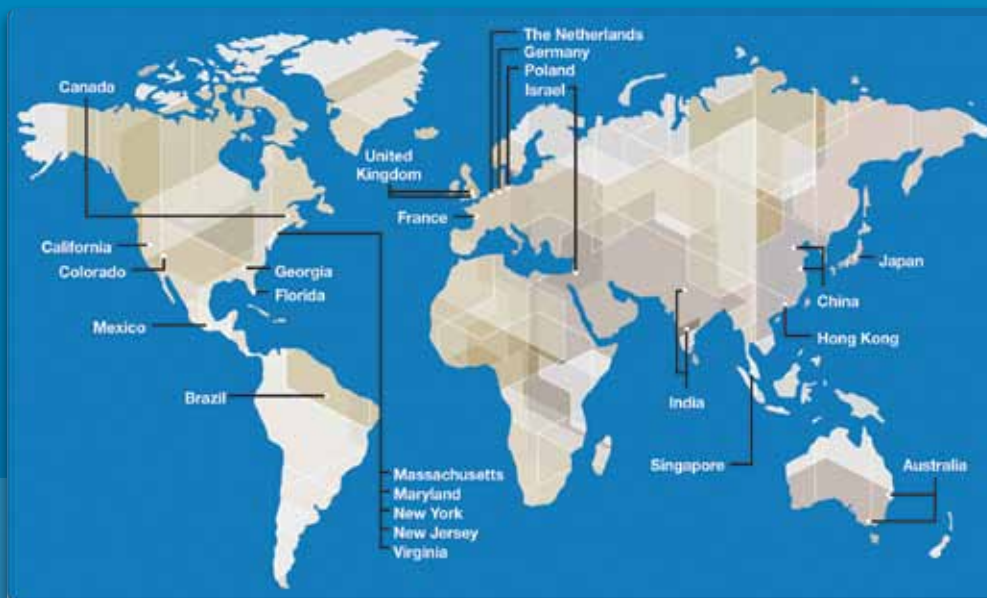 The Netherlands
Germany
Poland
Israel
Canada
United
Kingdom
France
California
Colorado
Georgia
Florida
Mexico
Brazil
Massachusetts
Maryland
New York
New Jersey
Virginia
Japan
China
Hong Kong
India
Singapore
Australia